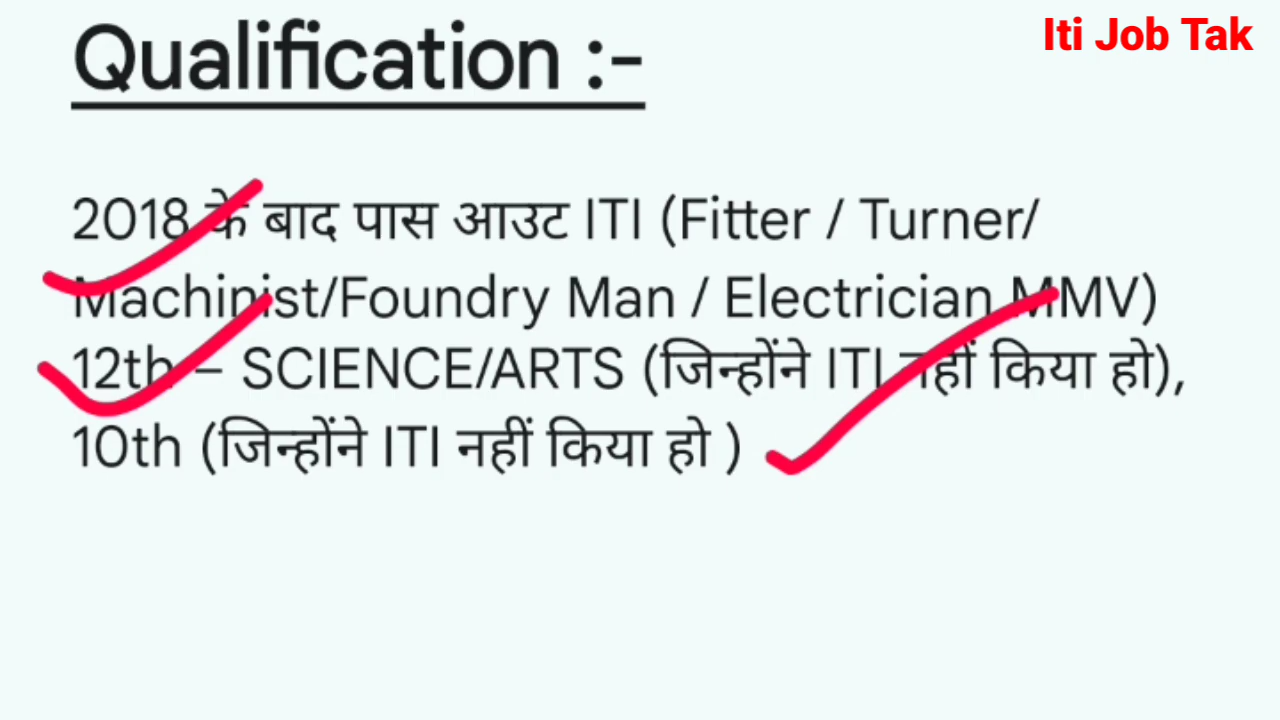 Qualification :-
Iti Job Tak
2018 के बाद पास आउट ITI (Fitter / Turner/
Machinist/Foundry Man / Electrician MMV)
12th – SCIENCE/ARTS (जिन्होंने ITI नहीं किया हो),
10th (जिन्होंने ITI नहीं किया हो )